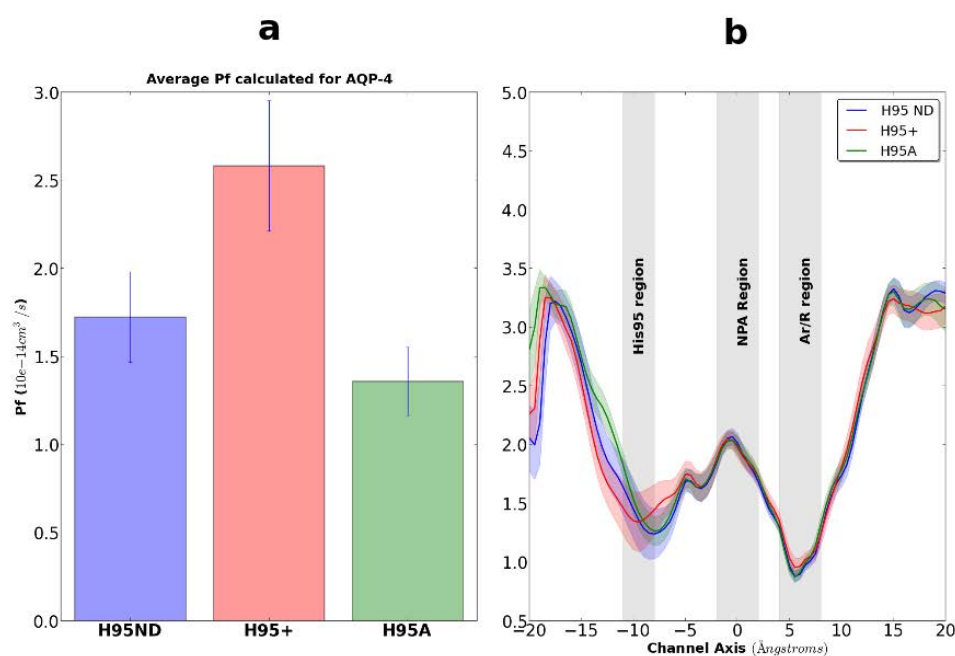 a
b
Average Pf calculated for AQP-4
Pf (10e−14cm³ /s)
3.0
2.5
2.0
1.5
1.0
0.5
0.0
H95ND
H95+
H95A
5.0
4.5
4.0
3.5
3.0
2.5
2.0
1.5
1.0
0.5
H95 ND
H95+
H95A
His95 region
NPA Region
Ar/R region
−20
−15
−10
−5
0
5
10
15
20
Channel Axis (Ångstroms)